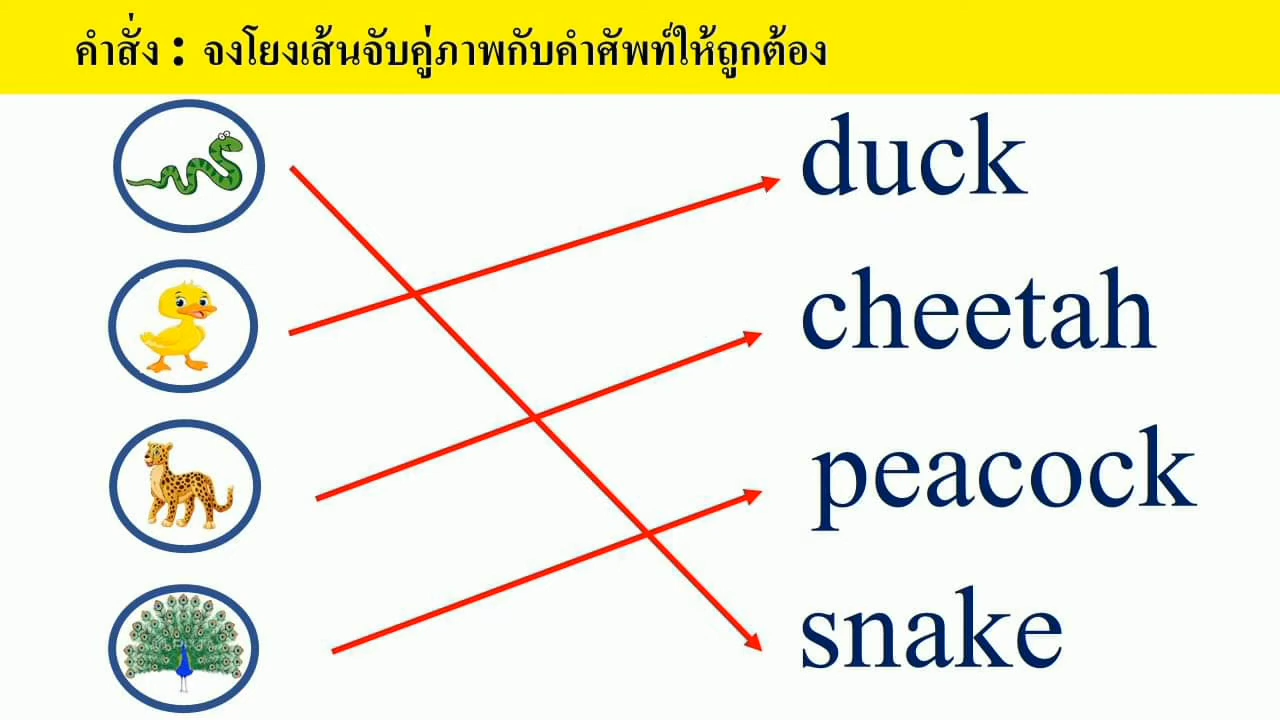 คำสั่ง : จงโยงเส้นจับคู่ภาพกับคำศัพท์ให้ถูกต้อง
duck
cheetah
peacock
snake